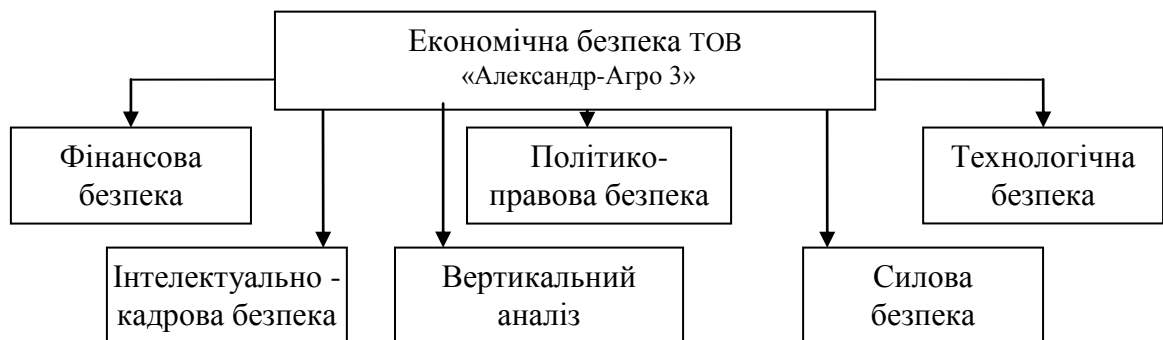 Економічна безпека ТОВ
«Александр-Агро 3»
Фінансова
безпека
Політико-
правова безпека
Технологічна
безпека
Інтелектуально -
кадрова безпека
Вертикальний
аналіз
Силова
безпека